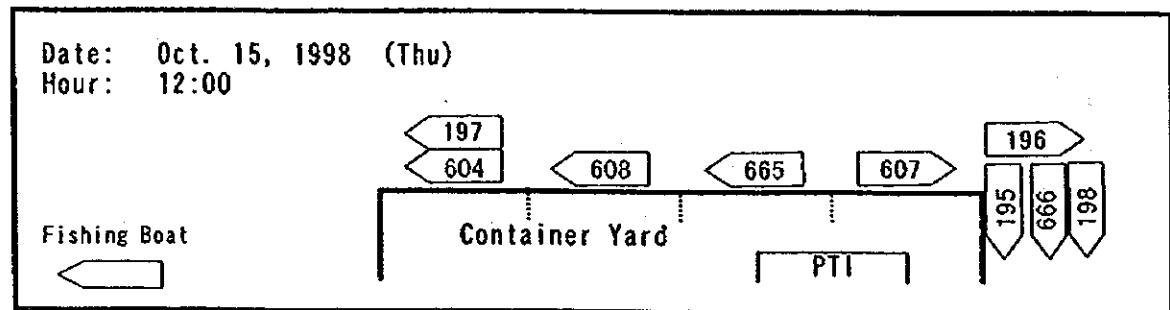 Date: Oct. 15, 1998 (Thu)
Hour: 12:00
197
196
604
608
665
607
195
666
198
Fishing Boat
Container Yard
PTI